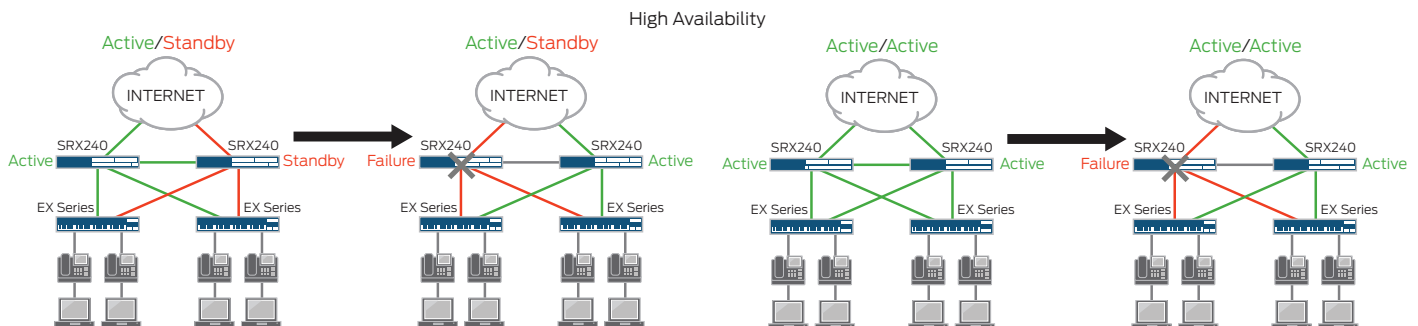 High Availability
Active/Standby
INTERNET
SRX240 SRX240
Active Standby
EX Series EX Series
Active/Standby
INTERNET
SRX240 SRX240
Failure Active
EX Series EX Series
Active/Active
INTERNET
SRX240 SRX240
Active Active
EX Series EX Series
Active/Active
INTERNET
SRX240 SRX240
Failure Active
EX Series EX Series